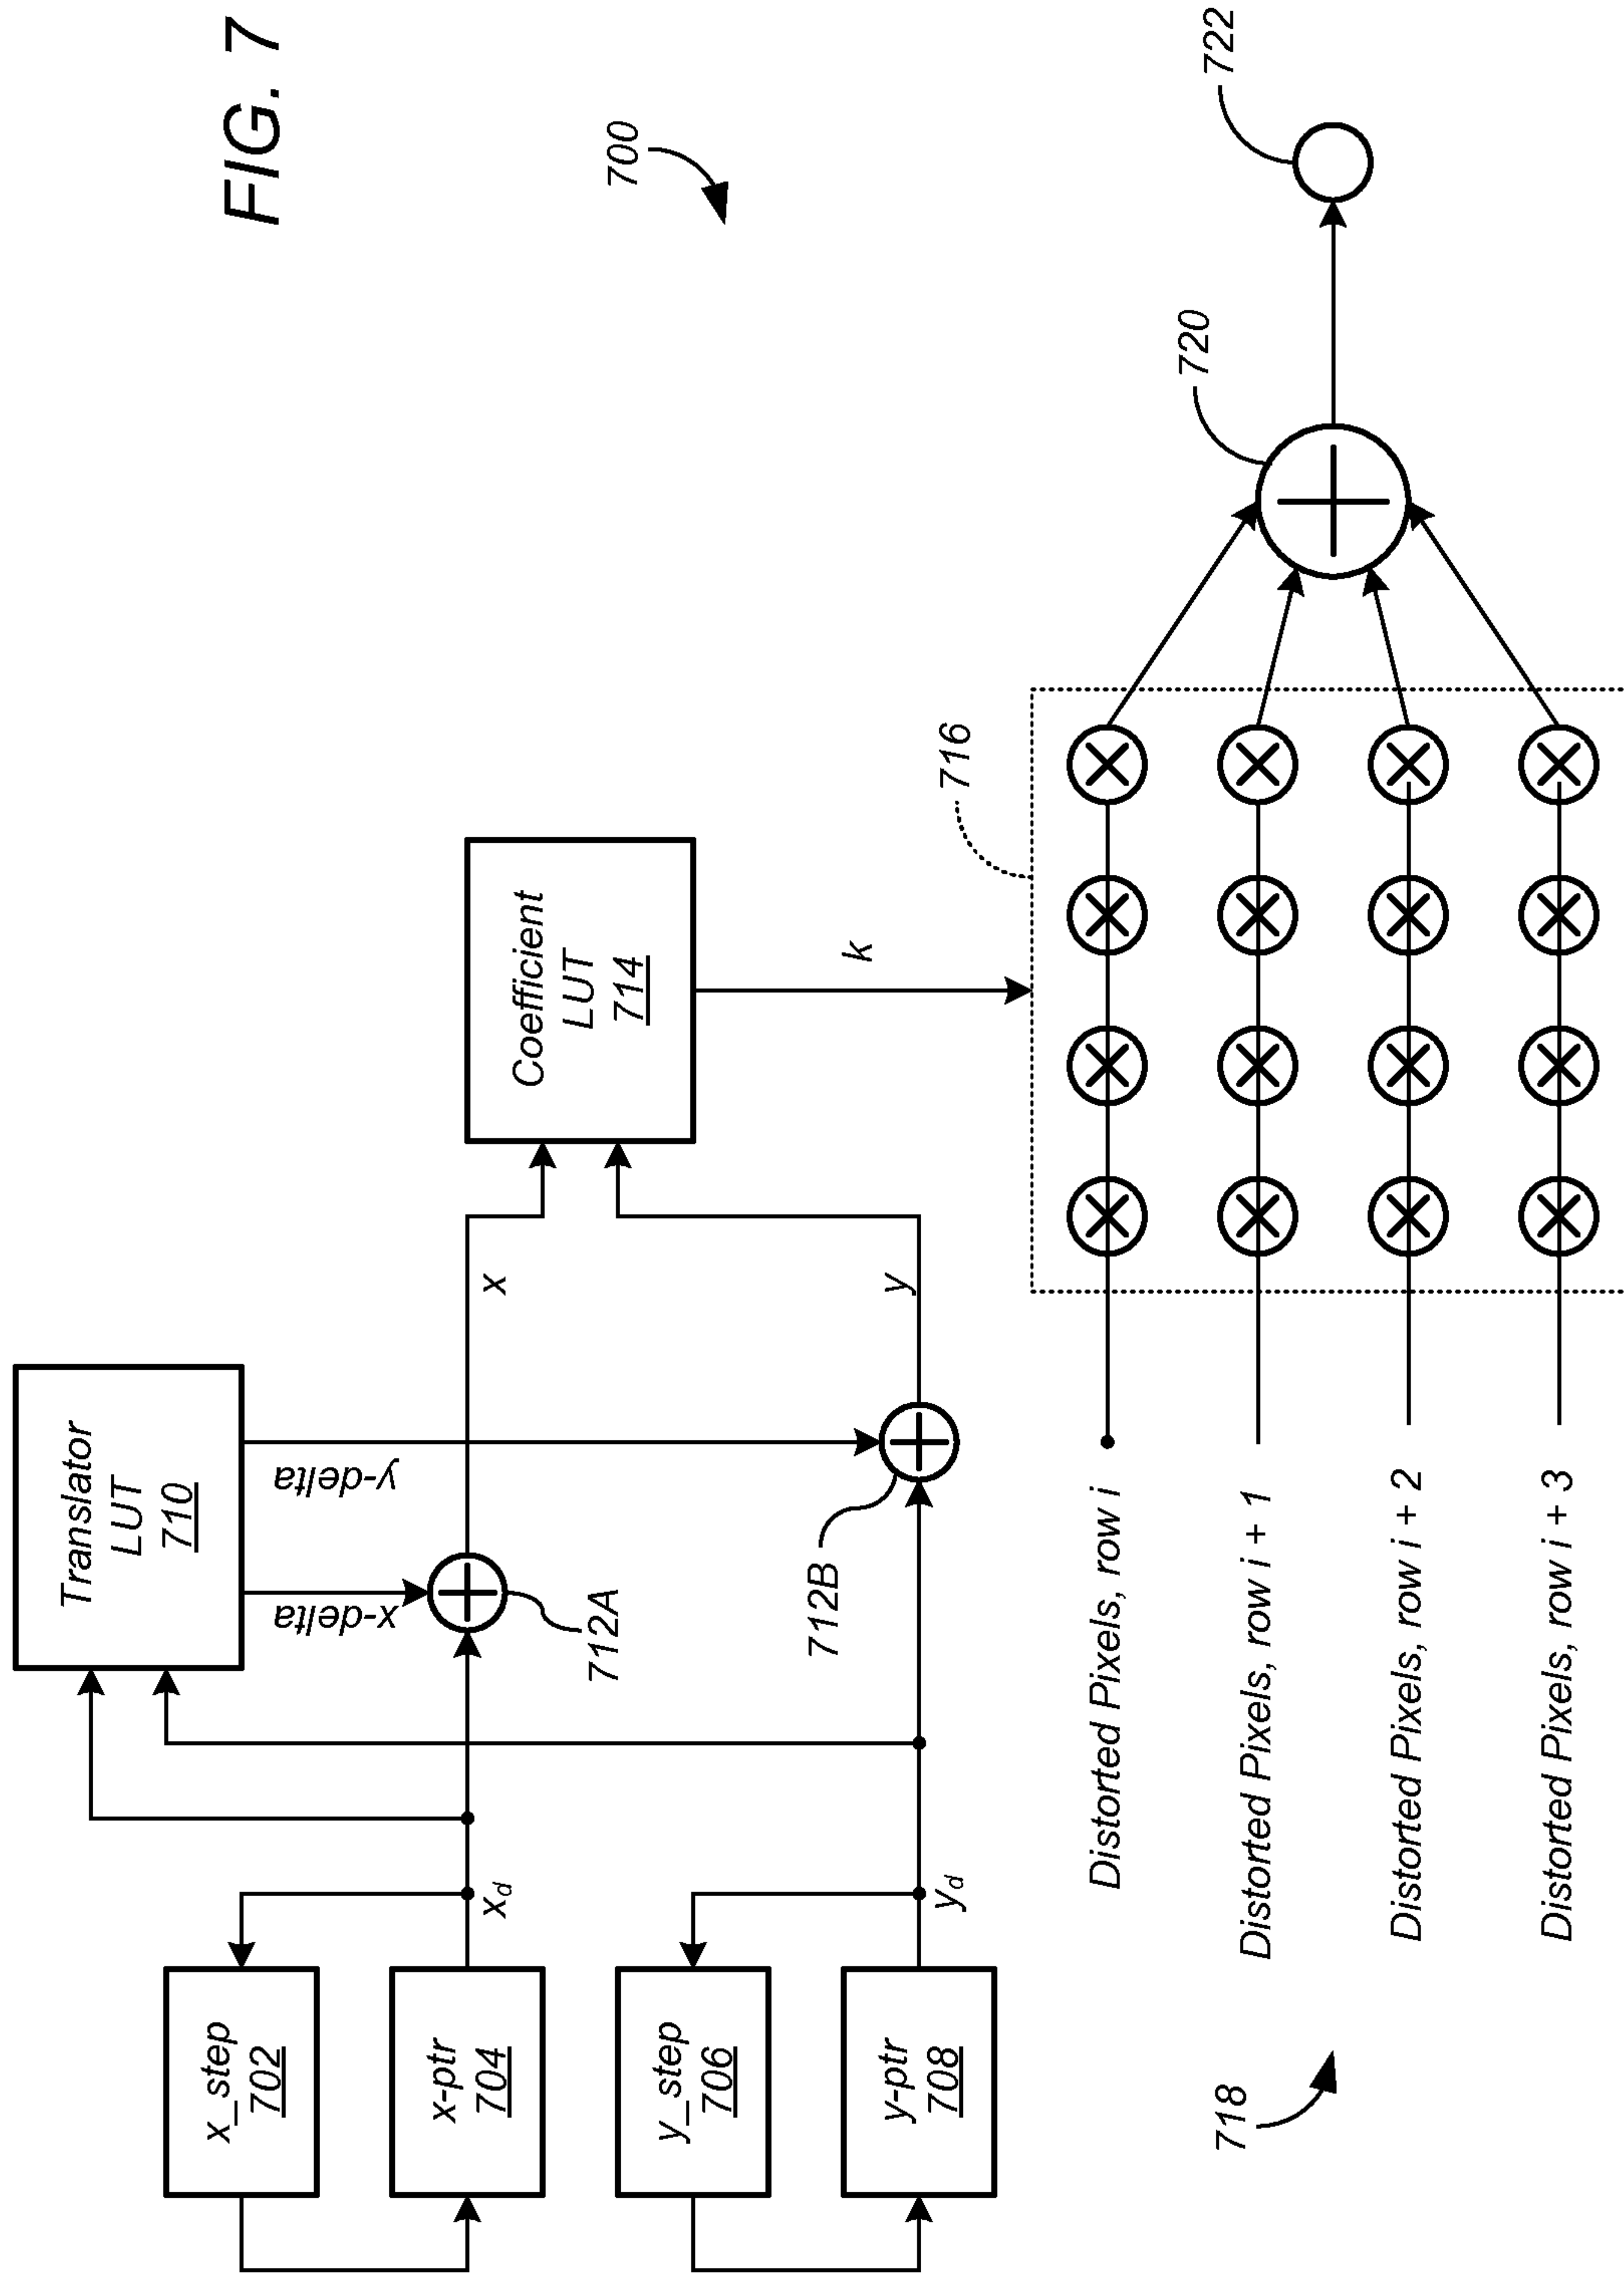 FIG. 7
700
Translator
LUT
710
x-delta
y-delta
x_step
702
x-ptr
704
x_d
712A
x
Coefficient
LUT
714
y_step
706
y-ptr
708
y_d
712B
y
k
716
718
Distorted Pixels, row i
Distorted Pixels, row i + 1
Distorted Pixels, row i + 2
Distorted Pixels, row i + 3
720
722